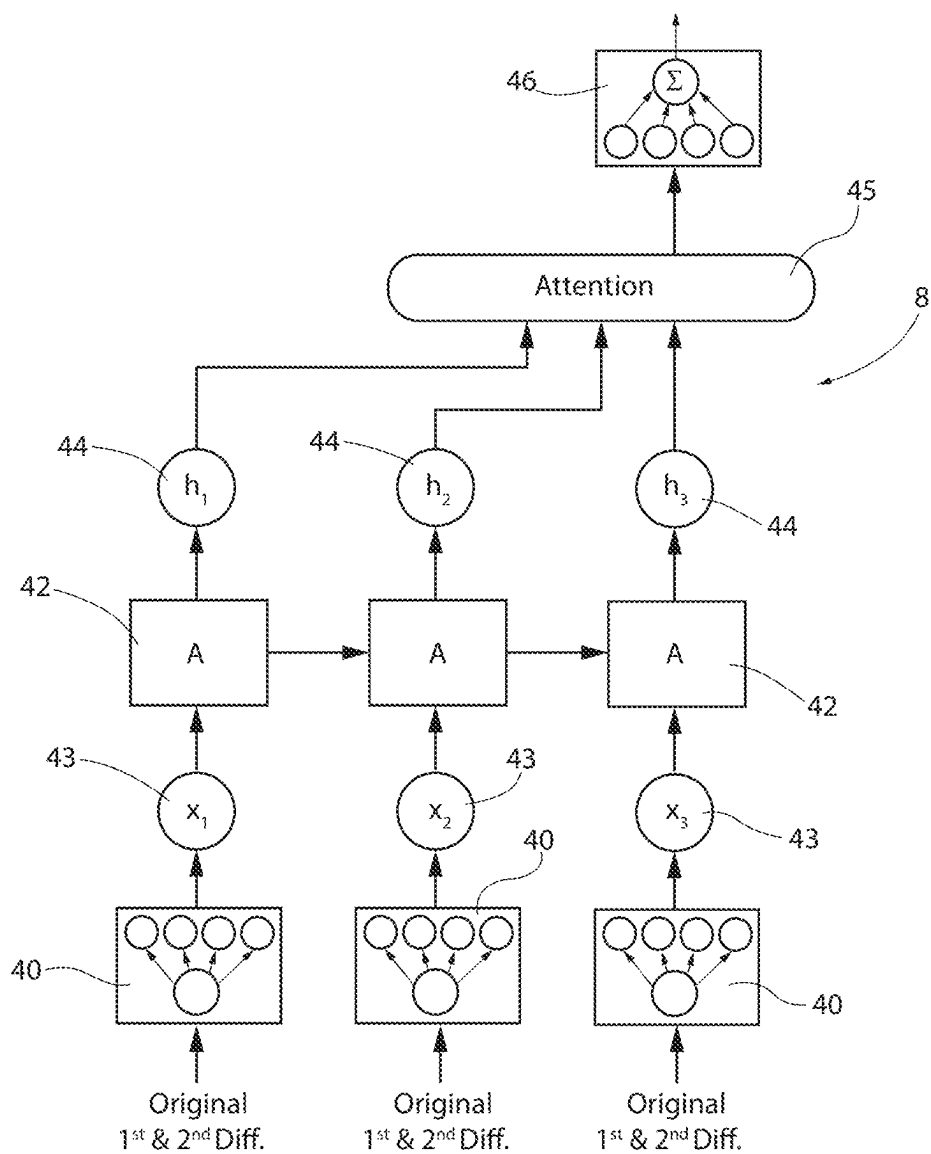 Σ
46
45
Attention
8
44
h₁
44
h₂
h₃
44
42
A
A
A
42
43
x₁
43
x₂
x₃
43
40
40
40
Original
1ˢᵗ & 2ⁿᵈ Diff.
Original
1ˢᵗ & 2ⁿᵈ Diff.
Original
1ˢᵗ & 2ⁿᵈ Diff.